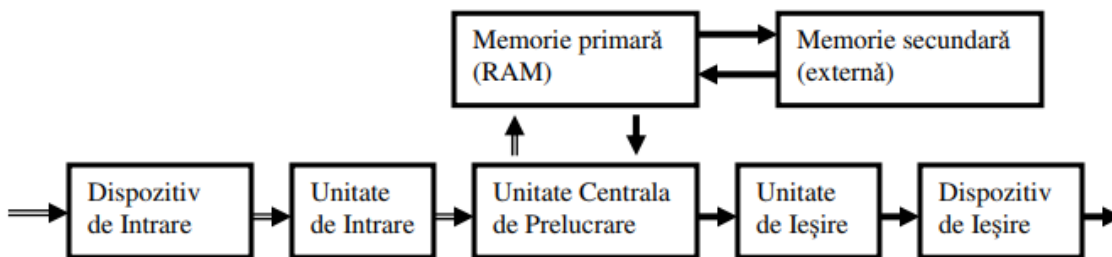 Memorie primară
(RAM)
Memorie secundară
(externă)
Dispozitiv
de Intrare
Unitate
de Intrare
Unitate Centrala
de Prelucrare
Unitate
de Ieşire
Dispozitiv
de Ieşire